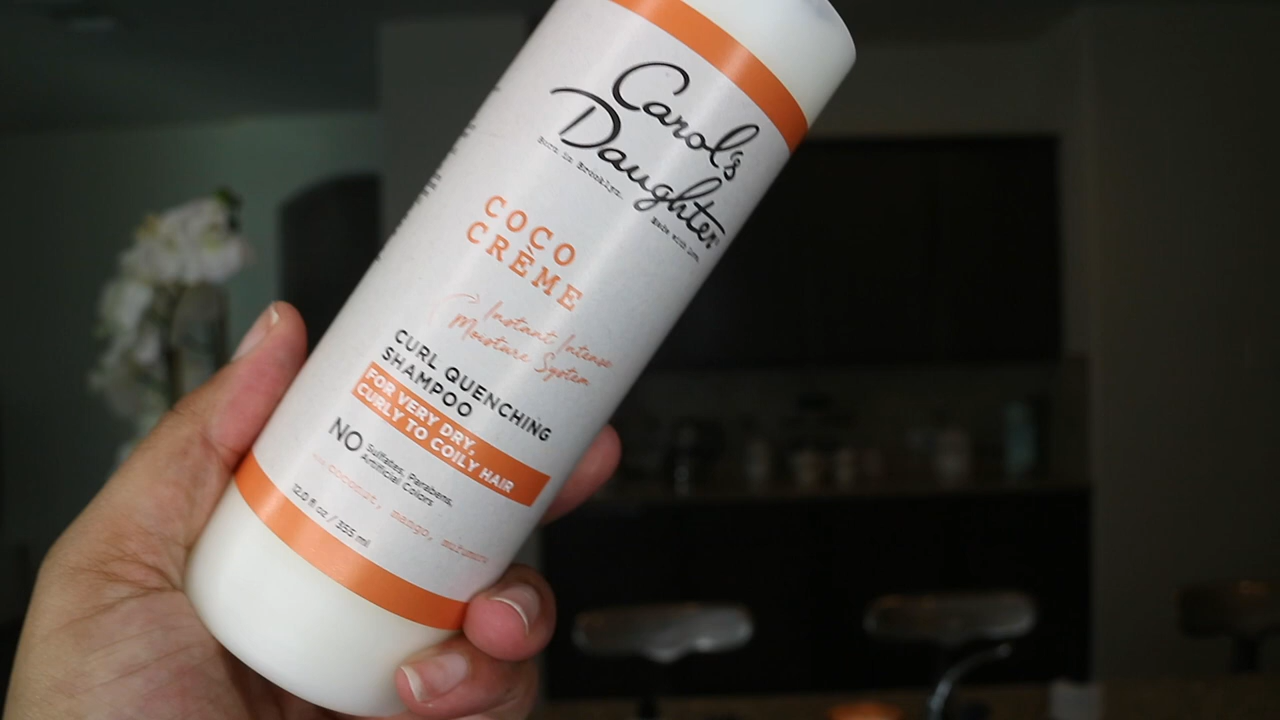 Carol's
Daughter
Born in Brooklyn.
Made with Love.
COCO
CRÈME
Instant Intense
Moisture System
CURL QUENCHING
SHAMPOO
FOR VERY DRY,
CURLY TO COILY HAIR
NO Sulfates, Parabens,
Artificial Colors
coconut, mango, murumuru
12.0 fl oz / 355 ml